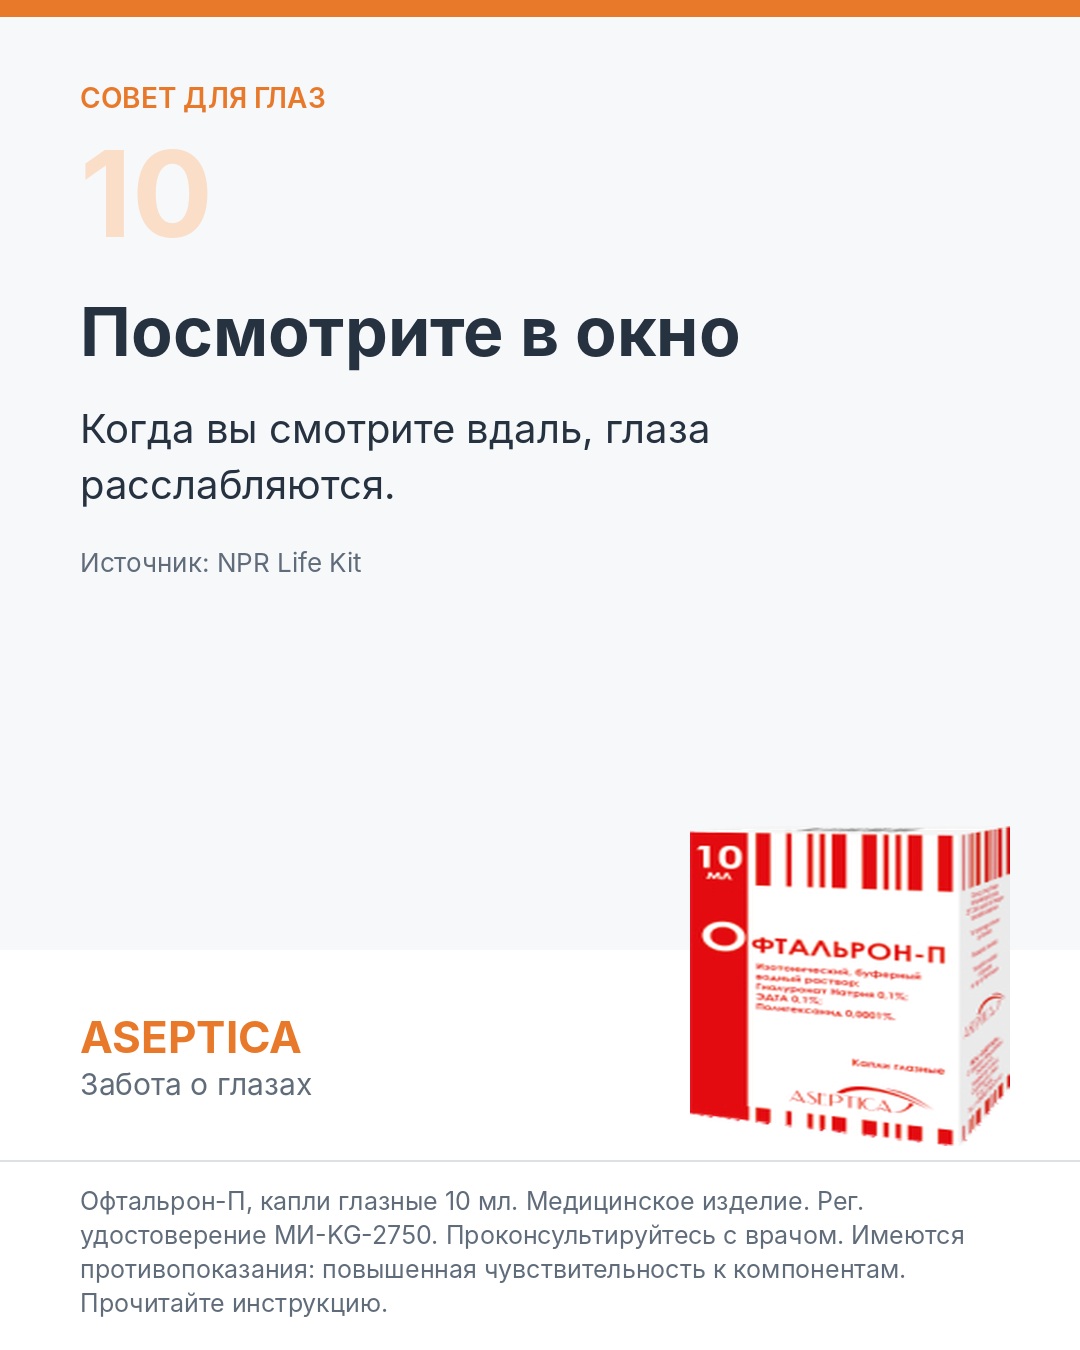 СОВЕТ ДЛЯ ГЛАЗ
10
Посмотрите в окно
Когда вы смотрите вдаль, глаза
расслабляются.
Источник: NPR Life Kit
10
МЛ
ОФТАЛЬРОН-П
Изотонический, буферный
водный раствор:
Гиалуронат Натрия 0,1%;
ЭДТА 0,1%;
Полигексанид 0,0001%.
Капли глазные
ASEPTICA
ASEPTICA
ASEPTICA
Забота о глазах
Офтальрон-П, капли глазные 10 мл. Медицинское изделие. Рег.
удостоверение МИ-KG-2750. Проконсультируйтесь с врачом. Имеются
противопоказания: повышенная чувствительность к компонентам.
Прочитайте инструкцию.